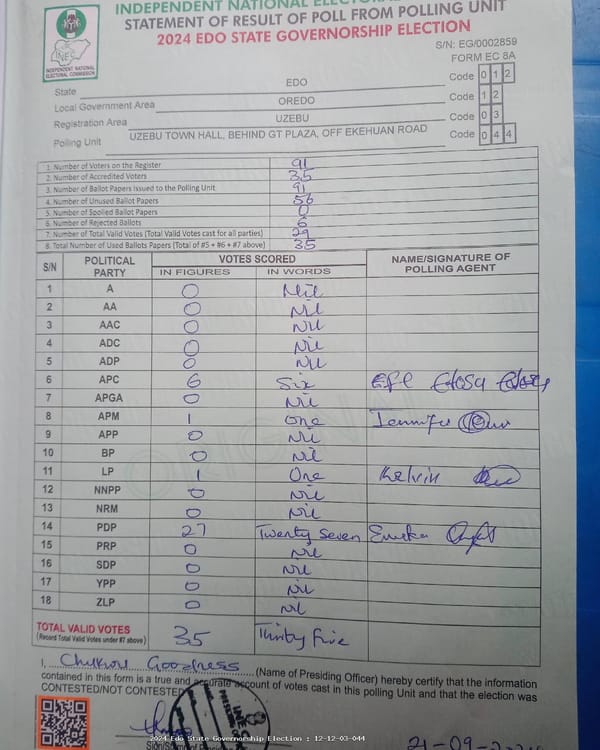 INDEPENDENT NATIONAL ELECTORAL
STATEMENT OF RESULT OF POLL FROM POLLING UNIT
2024 EDO STATE GOVERNORSHIP ELECTION
INEC
INDEPENDENT NATIONAL
ELECTORAL COMMISSION
S/N: EG/0002859
FORM EC 8A
State EDO Code 0 1 2
Local Government Area OREDO Code 1 2
Registration Area UZEBU Code 0 3
Polling Unit UZEBU TOWN HALL, BEHIND GT PLAZA, OFF EKEHUAN ROAD Code 0 4 4
1. Number of Voters on the Register 91
2. Number of Accredited Voters 35
3. Number of Ballot Papers Issued to the Polling Unit 91
4. Number of Unused Ballot Papers 56
5. Number of Spoiled Ballot Papers 0
6. Number of Rejected Ballots 6
7. Number of Total Valid Votes (Total Valid Votes cast for all parties) 29
8. Total Number of Used Ballots Papers (Total of #5 + #6 + #7 above) 35
S/N POLITICAL PARTY VOTES SCORED NAME/SIGNATURE OF POLLING AGENT
IN FIGURES IN WORDS
1 A 0 Nil
2 AA 0 Nil
3 AAC 0 Nil
4 ADC 0 Nil
5 ADP 0 Nil
6 APC 6 Six Efe Edosa
7 APGA 0 Nil
8 APM 1 One Jennifer
9 APP 0 Nil
10 BP 0 Nil
11 LP 1 One Kelvin
12 NNPP 0 Nil
13 NRM 0 Nil
14 PDP 27 Twenty Seven Emeka
15 PRP 0 Nil
16 SDP 0 Nil
17 YPP 0 Nil
18 ZLP 0 Nil
TOTAL VALID VOTES 35 Thirty Five
(Record Total Valid Votes under #7 above)
I, Goodness (Name of Presiding Officer) hereby certify that the information
contained in this form is a true and accurate account of votes cast in this polling Unit and that the election was
CONTESTED/NOT CONTESTED
2024 Edo State Governorship Election : 12-12-03-044
21-09